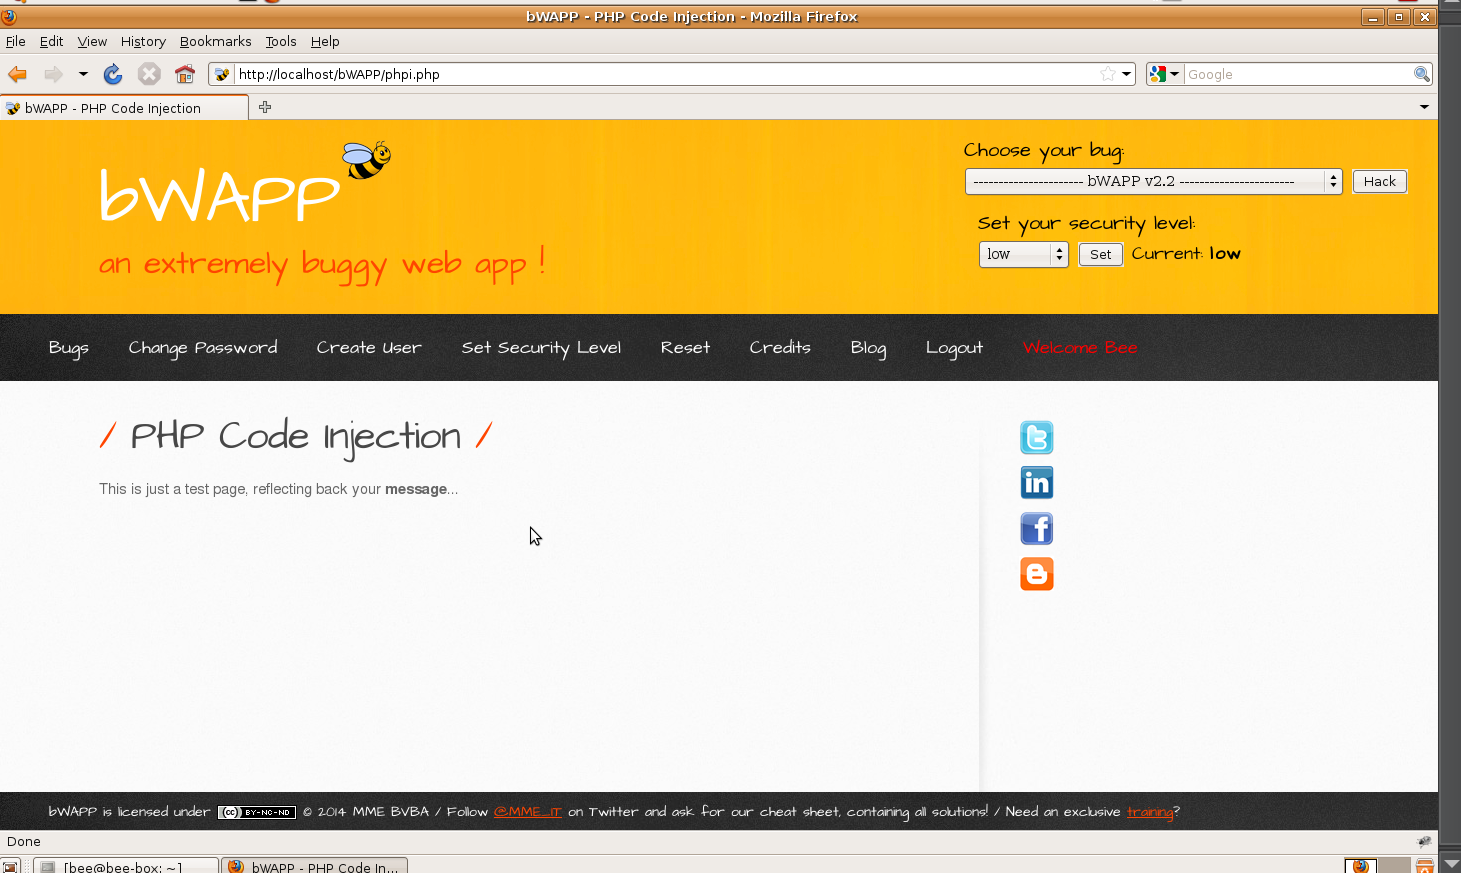 bWAPP - PHP Code Injection - Mozilla Firefox
File Edit View History Bookmarks Tools Help
http://localhost/bWAPP/phpi.php
Google
bWAPP - PHP Code Injection
bWAPP
an extremely buggy web app !
Choose your bug:
---------------------- bWAPP v2.2 -----------------------
Hack
Set your security level:
low
Set
Current: low
Bugs Change Password Create User Set Security Level Reset Credits Blog Logout Welcome Bee
/ PHP Code Injection /
This is just a test page, reflecting back your message...
in
bWAPP is licensed under (cc) BY-NC-ND © 2014 MME BVBA / Follow @MME_IT on Twitter and ask for our cheat sheet, containing all solutions! / Need an exclusive training?
Done
[bee@bee-box: ~]
bWAPP - PHP Code In...